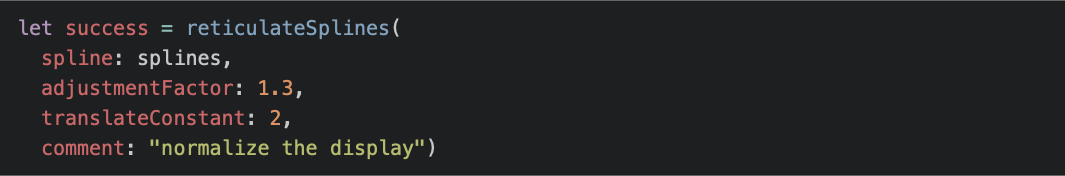 let success = reticulateSplines(
  spline: splines,
  adjustmentFactor: 1.3,
  translateConstant: 2,
  comment: "normalize the display")